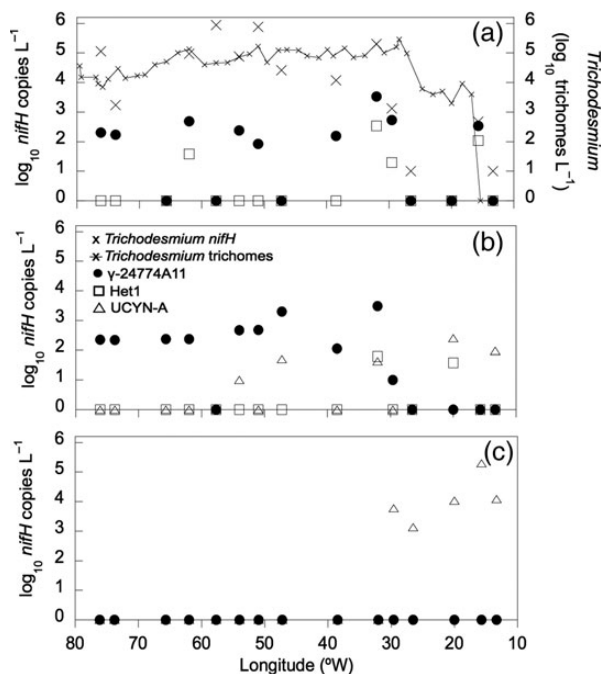 (a)
6
5
4
3
2
1
0
log10 nifH copies L−1
6
5
4
3
2
1
0
Trichodesmium
(log10 trichomes L−1)
(b)
× Trichodesmium nifH
Trichodesmium trichomes
● γ-24774A11
□ Het1
△ UCYN-A
6
5
4
3
2
1
0
log10 nifH copies L−1
(c)
6
5
4
3
2
1
0
log10 nifH copies L−1
80 70 60 50 40 30 20 10
Longitude (ºW)